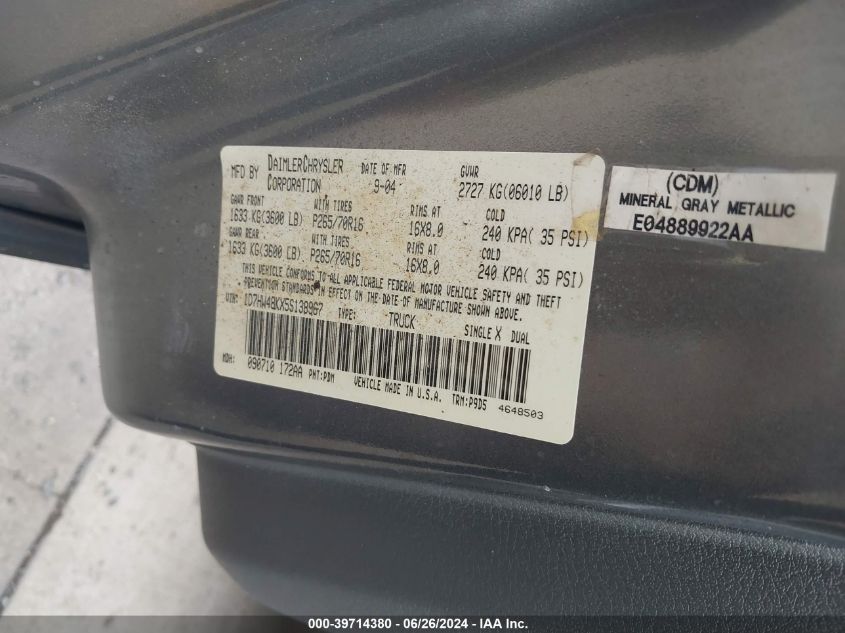 MFD BY DAIMLERCHRYSLER CORPORATION DATE OF MFR 9-04 GVWR 2727 KG(06010 LB)
GAWR FRONT WITH TIRES RIMS AT COLD
1633 KG(3600 LB) P265/70R16 16X8.0 240 KPA( 35 PSI)
GAWR REAR WITH TIRES RIMS AT COLD
1633 KG(3600 LB) P265/70R16 16X8.0 240 KPA( 35 PSI)
THIS VEHICLE CONFORMS TO ALL APPLICABLE FEDERAL MOTOR VEHICLE SAFETY AND THEFT
PREVENTION STANDARDS IN EFFECT ON THE DATE OF MANUFACTURE SHOWN ABOVE.
VIN: 1D7HW48KX5S138967 TYPE: TRUCK SINGLE X DUAL
MDH: 090710 172AA PNT:PDM VEHICLE MADE IN U.S.A. TRM:P9D5 4648503
(CDM)
MINERAL GRAY METALLIC
E04889922AA
000-39714380 - 06/26/2024 - IAA Inc.